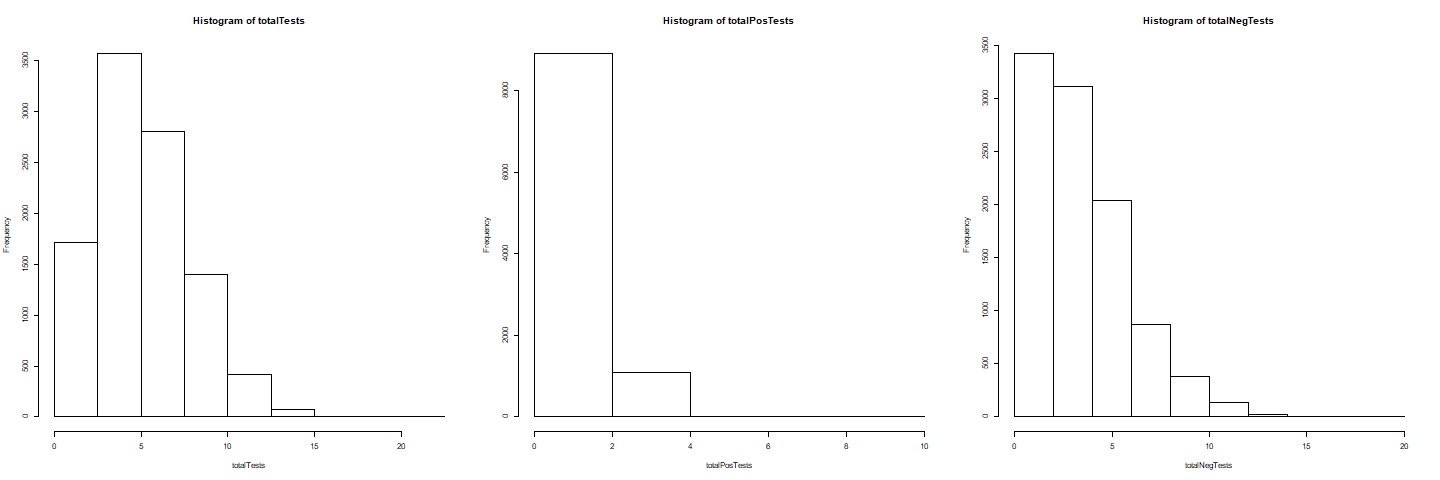 Histogram of totalTests
3500
3000
2500
2000
1500
1000
500
0
Frequency
0 5 10 15 20
totalTests
Histogram of totalPosTests
8000
6000
4000
2000
0
Frequency
0 2 4 6 8 10
totalPosTests
Histogram of totalNegTests
3500
3000
2500
2000
1500
1000
500
0
Frequency
0 5 10 15 20
totalNegTests